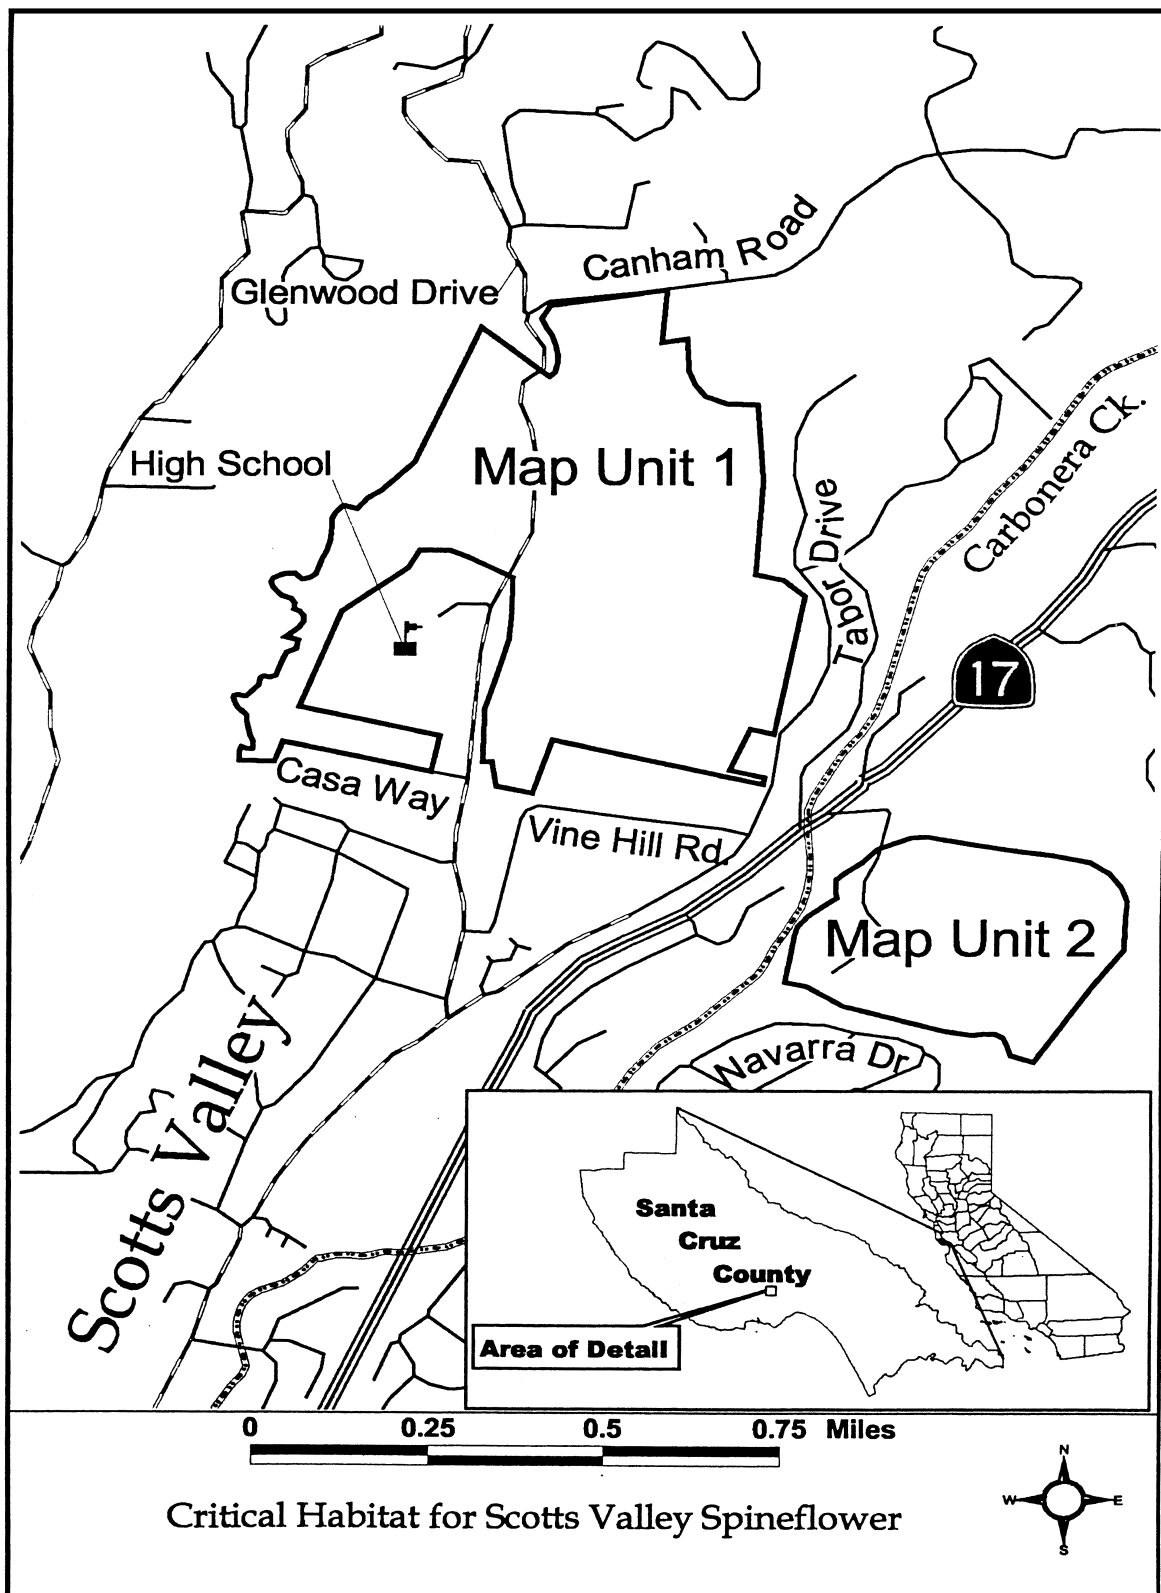 Canham Road
Glenwood Drive
High School
Map Unit 1
Tabor Drive
Carbonera Ck.
17
Casa Way
Vine Hill Rd.
Map Unit 2
Scotts Valley
Navarra Dr
Santa
Cruz
County
Area of Detail
0 0.25 0.5 0.75 Miles
N
W E
S
Critical Habitat for Scotts Valley Spineflower